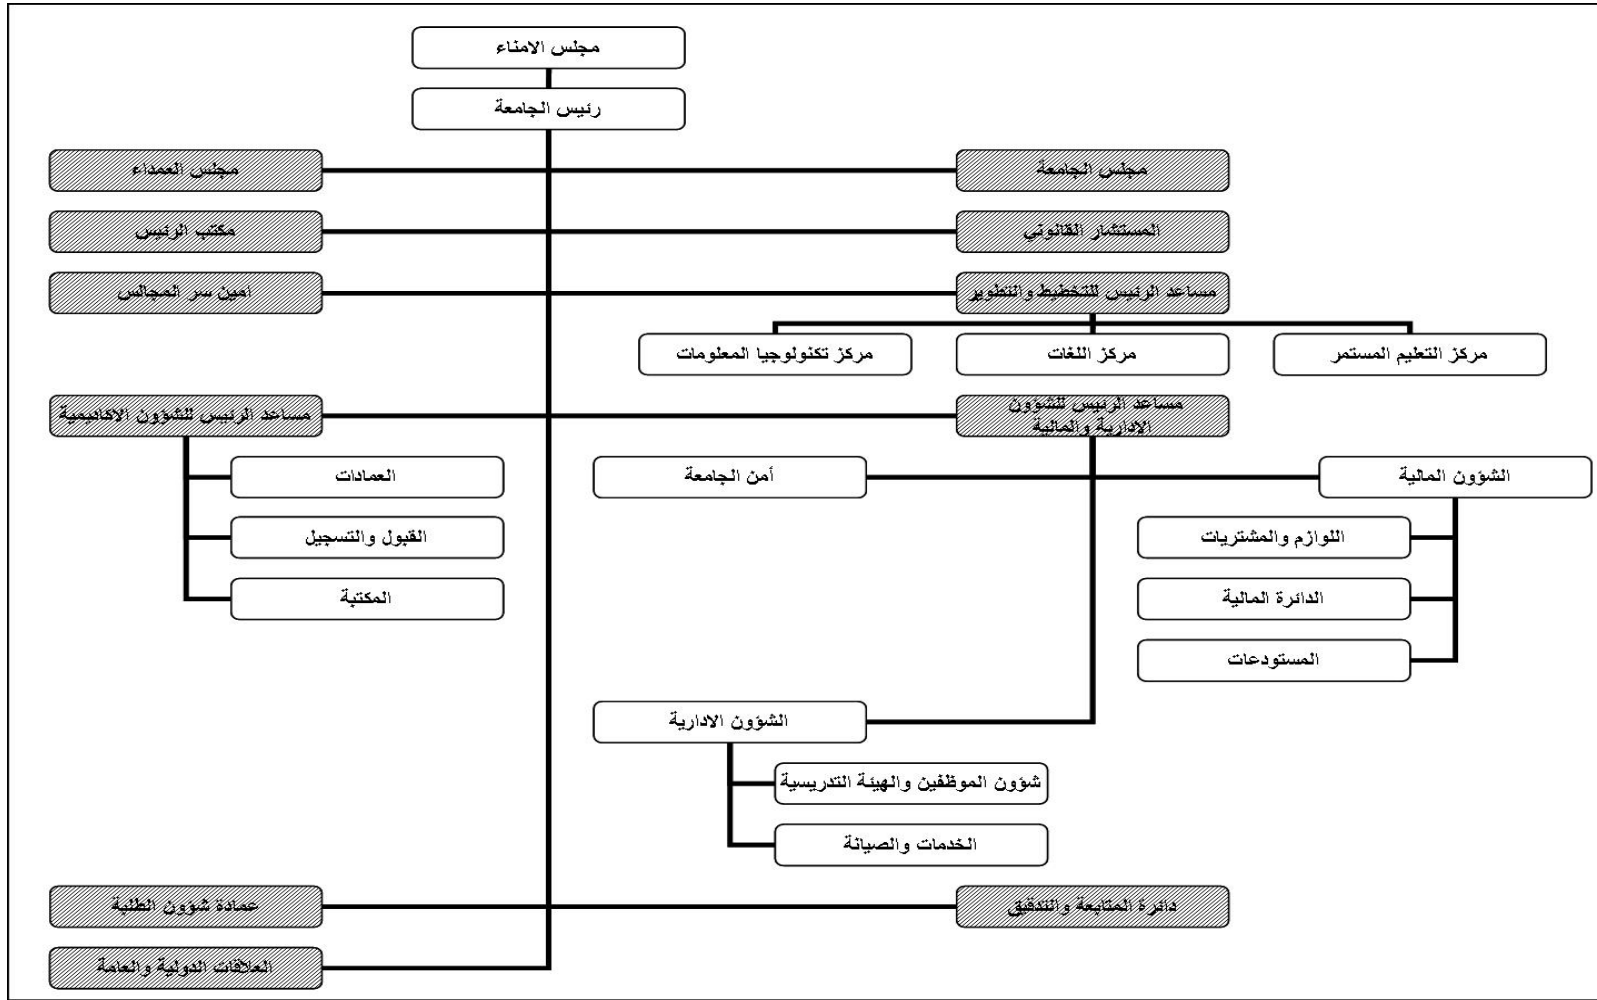 مجلس الامناء
رئيس الجامعة
مجلس الجامعة
مجلس العمداء
المستشار القانوني
مكتب الرئيس
مساعد الرئيس للتخطيط والتطوير
امين سر المجالس
مركز التعليم المستمر
مركز اللغات
مركز تكنولوجيا المعلومات
مساعد الرئيس للشؤون
الادارية والمالية
مساعد الرئيس للشؤون الاكاديمية
الشؤون المالية
أمن الجامعة
العمادات
اللوازم والمشتريات
القبول والتسجيل
الدائرة المالية
المكتبة
المستودعات
الشؤون الادارية
شؤون الموظفين والهيئة التدريسية
الخدمات والصيانة
دائرة المتابعة والتدقيق
عمادة شؤون الطلبة
العلاقات الدولية والعامة